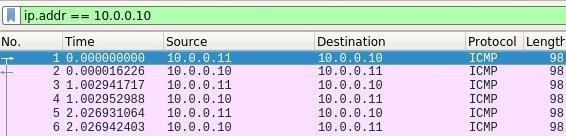 ip.addr == 10.0.0.10
No. Time Source Destination Protocol Length
1 0.000000000 10.0.0.11 10.0.0.10 ICMP 98
2 0.000016226 10.0.0.10 10.0.0.11 ICMP 98
3 1.002941717 10.0.0.11 10.0.0.10 ICMP 98
4 1.002952988 10.0.0.10 10.0.0.11 ICMP 98
5 2.026931064 10.0.0.11 10.0.0.10 ICMP 98
6 2.026942403 10.0.0.10 10.0.0.11 ICMP 98